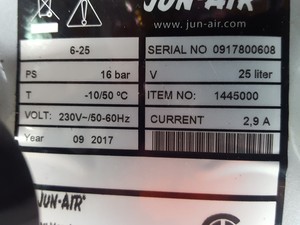 JUN-AIR
www.jun-air.com
6-25 SERIAL NO 0917800608
PS 16 bar V 25 liter
T -10/50 °C ITEM NO: 1445000
VOLT: 230V~/50-60Hz CURRENT 2,9 A
Year 09 2017
JUN-AIR®